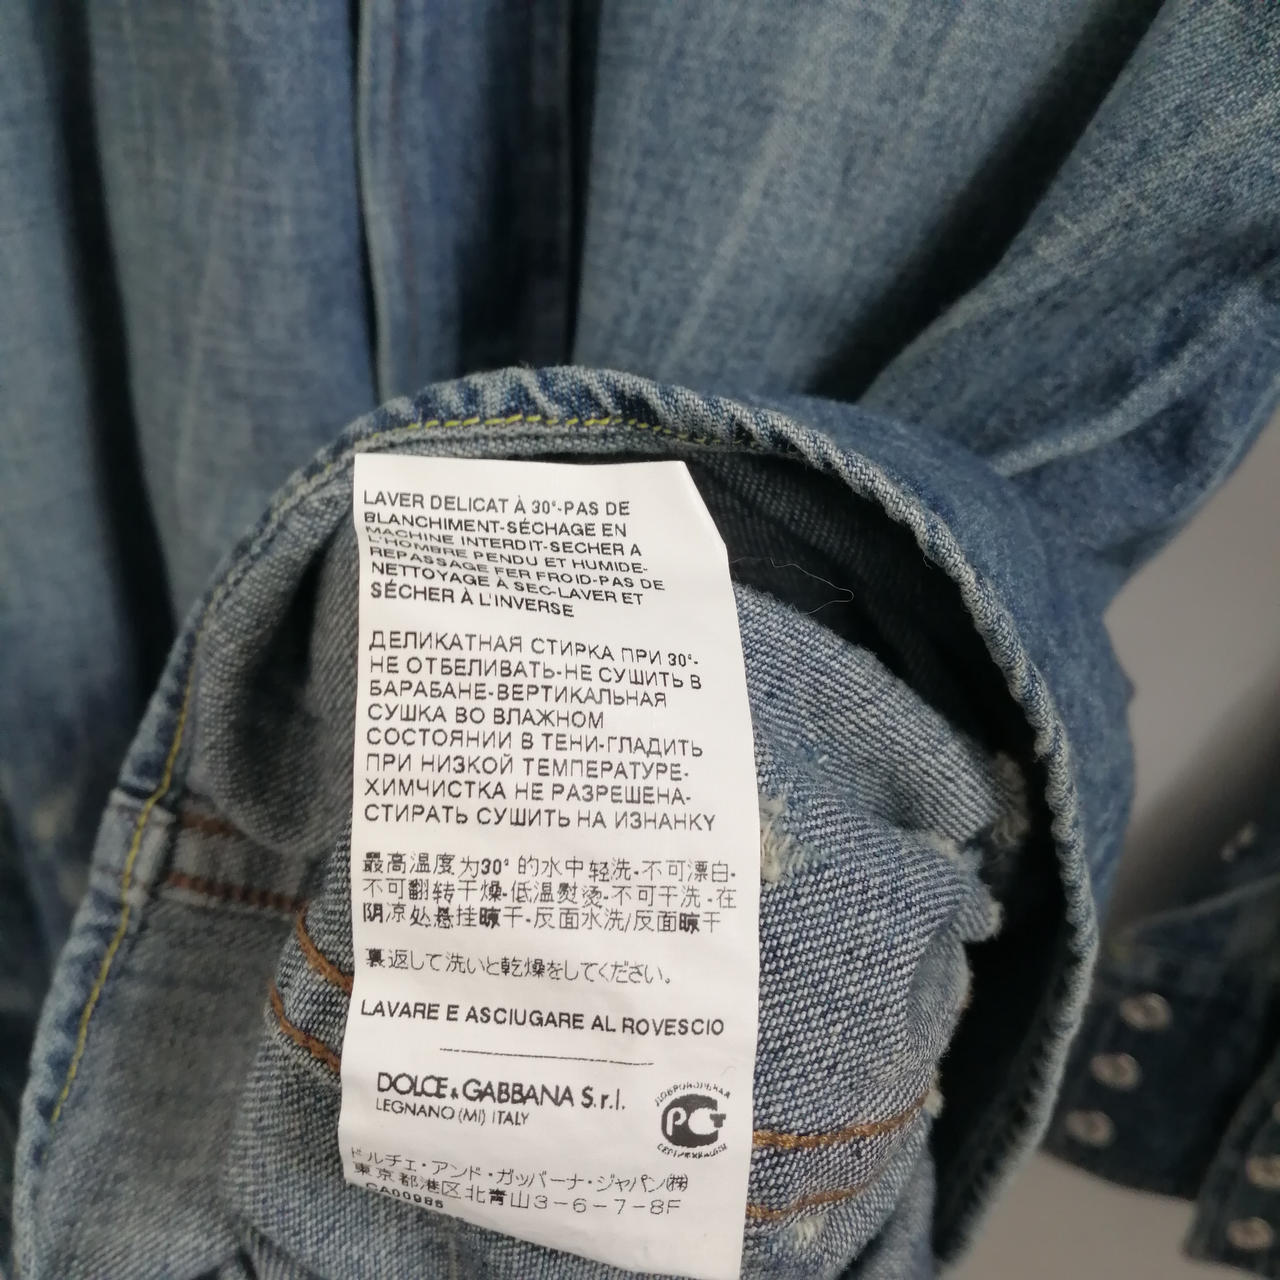 LAVER DELICAT À 30°-PAS DE
BLANCHIMENT-SÉCHAGE EN
MACHINE INTERDIT-SECHER A
L'HOMBRE PENDU ET HUMIDE-
REPASSAGE FER FROID-PAS DE
NETTOYAGE À SEC-LAVER ET
SÉCHER À L'INVERSE
ДЕЛИКАТНАЯ СТИРКА ПРИ 30°-
НЕ ОТБЕЛИВАТЬ-НЕ СУШИТЬ В
БАРАБАНЕ-ВЕРТИКАЛЬНАЯ
СУШКА ВО ВЛАЖНОМ
СОСТОЯНИИ В ТЕНИ-ГЛАДИТЬ
ПРИ НИЗКОЙ ТЕМПЕРАТУРЕ-
ХИМЧИСТКА НЕ РАЗРЕШЕНА-
СТИРАТЬ СУШИТЬ НА ИЗНАНКУ
最高温度为30° 的水中轻洗-不可漂白-
不可翻转干燥-低温熨烫-不可干洗-在
阴凉处悬挂晾干-反面水洗/反面晾干
裏返して洗いと乾燥をしてください。
LAVARE E ASCIUGARE AL ROVESCIO
DOLCE & GABBANA S.r.l.
LEGNANO (MI) ITALY
ДОБРОВОЛЬНАЯ
РСТ
СЕРТИФИКАЦИЯ
ドルチェ・アンド・ガッバーナ・ジャパン㈱
東京都港区北青山3-6-7-8F
CA00985